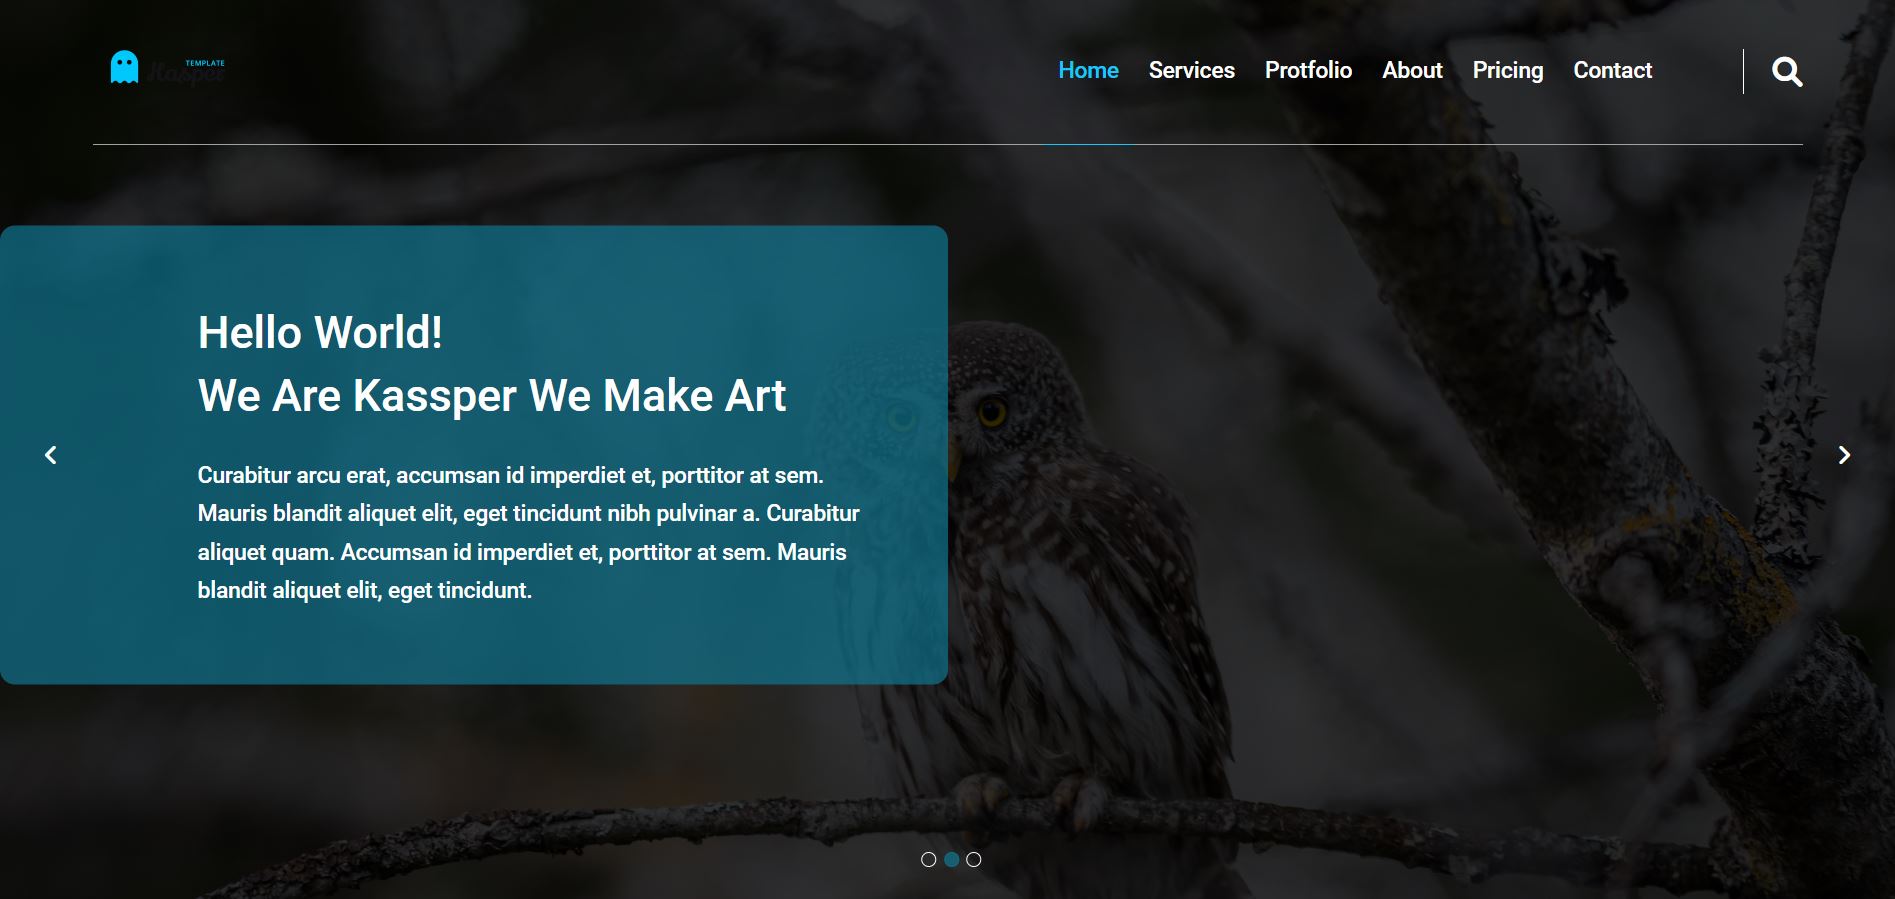 TEMPLATE
Kasper
Home Services Protfolio About Pricing Contact
Hello World!
We Are Kassper We Make Art
Curabitur arcu erat, accumsan id imperdiet et, porttitor at sem.
Mauris blandit aliquet elit, eget tincidunt nibh pulvinar a. Curabitur
aliquet quam. Accumsan id imperdiet et, porttitor at sem. Mauris
blandit aliquet elit, eget tincidunt.